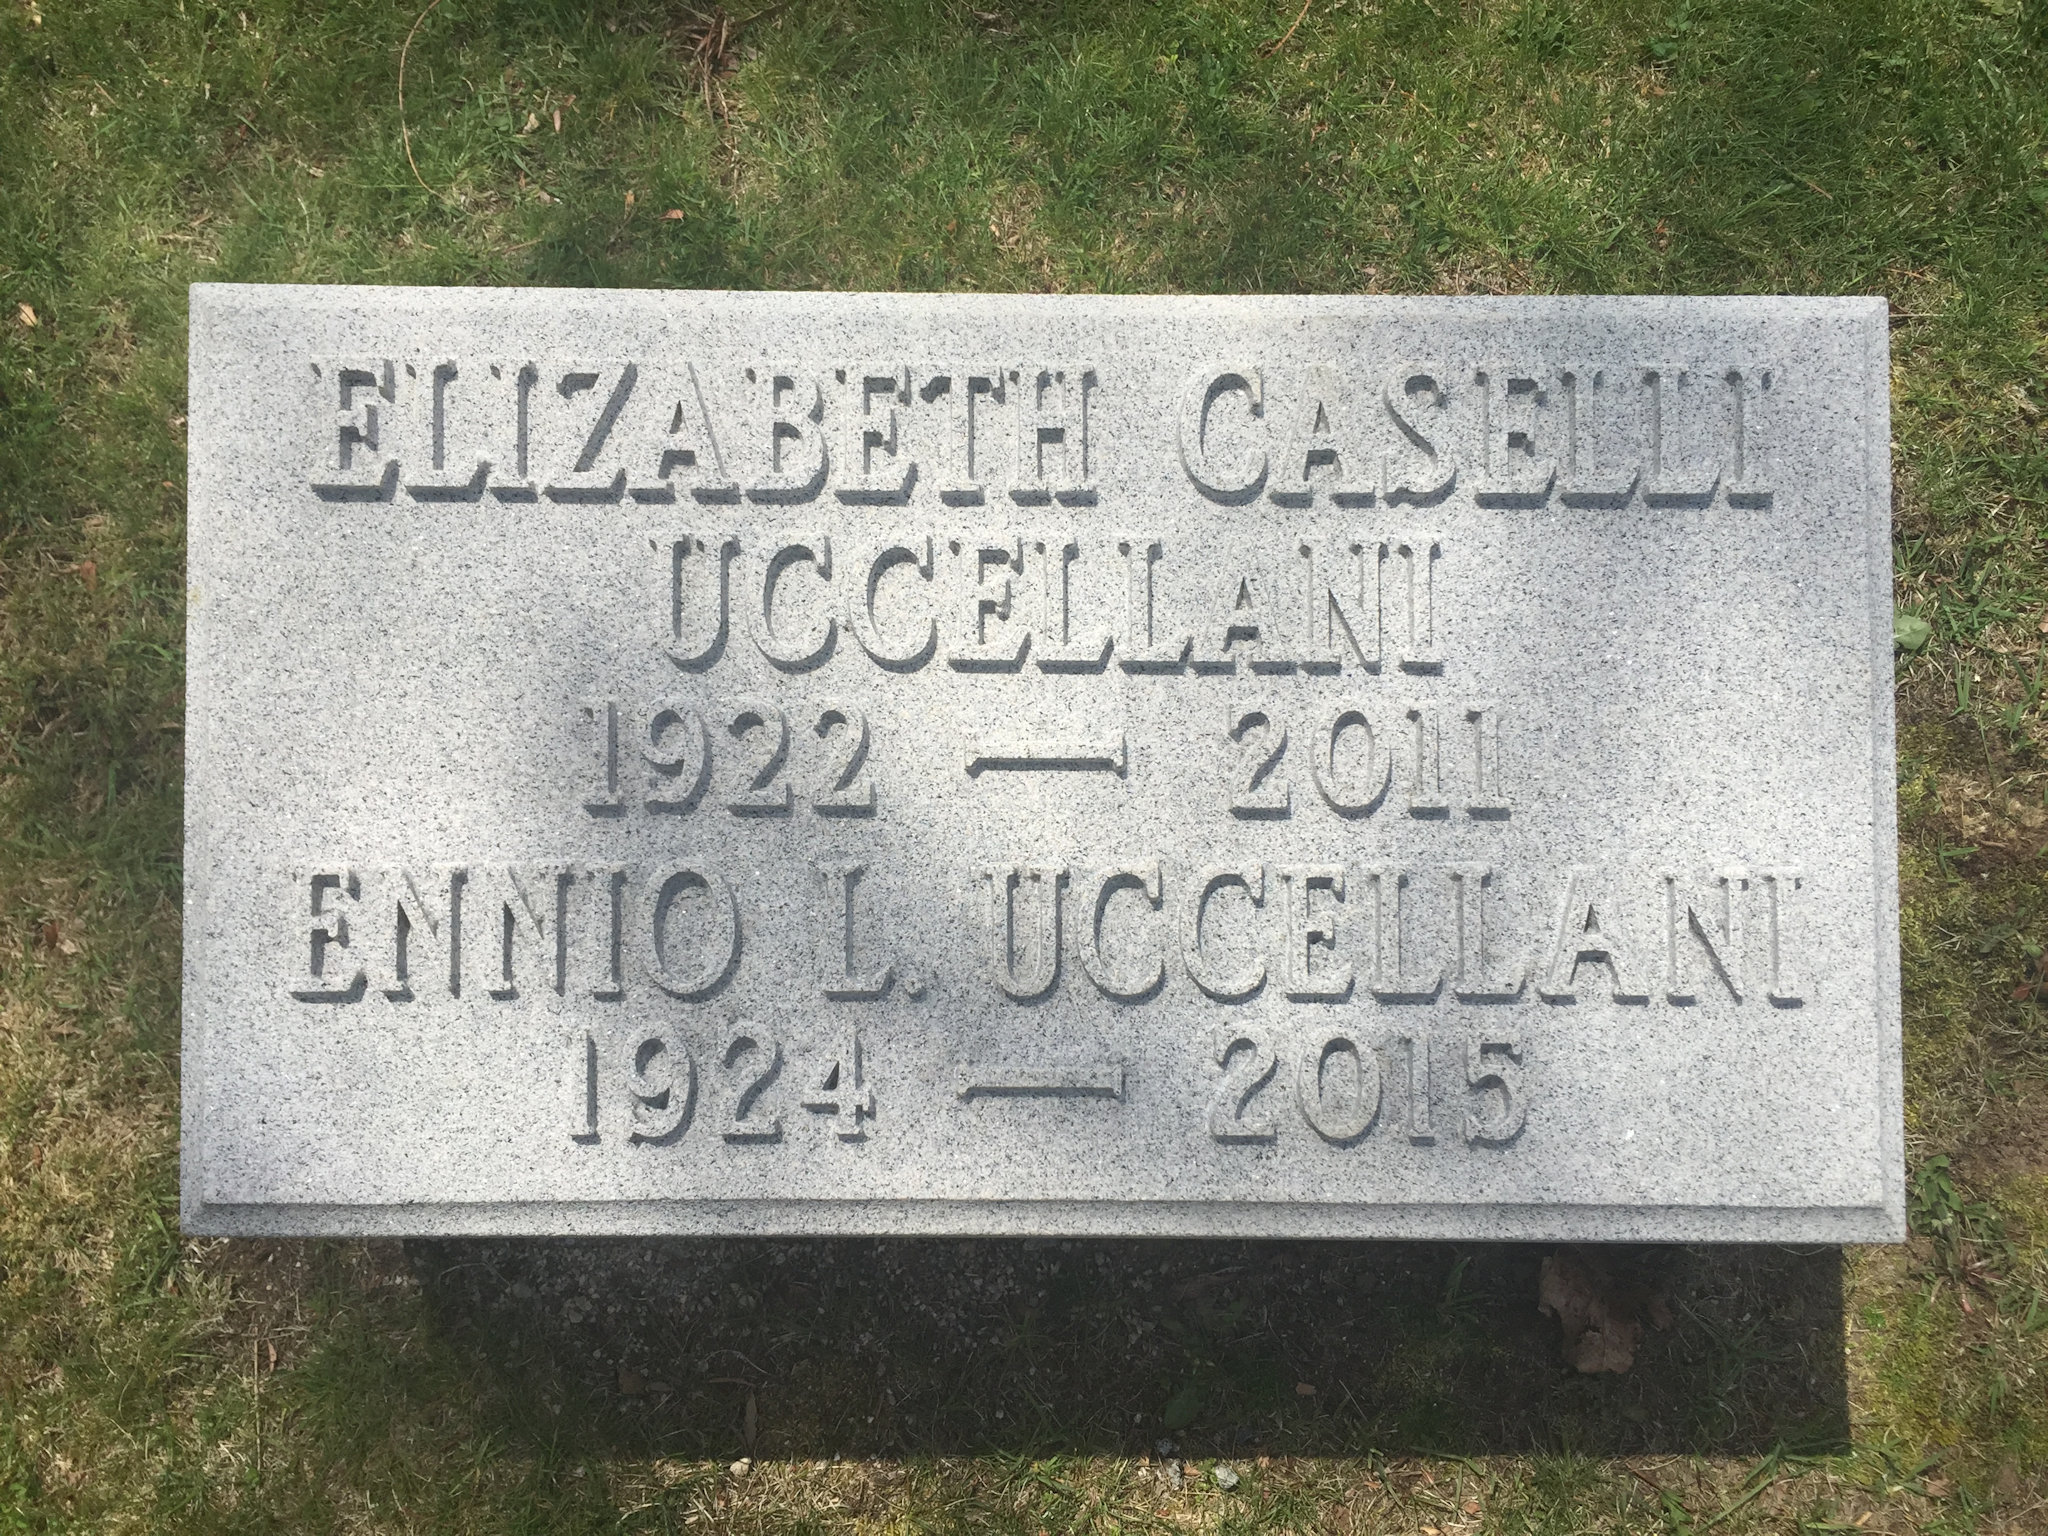 ELIZABETH CASELLI
UCCELLANI
1922 — 2011
ENNIO L. UCCELLANI
1924 — 2015